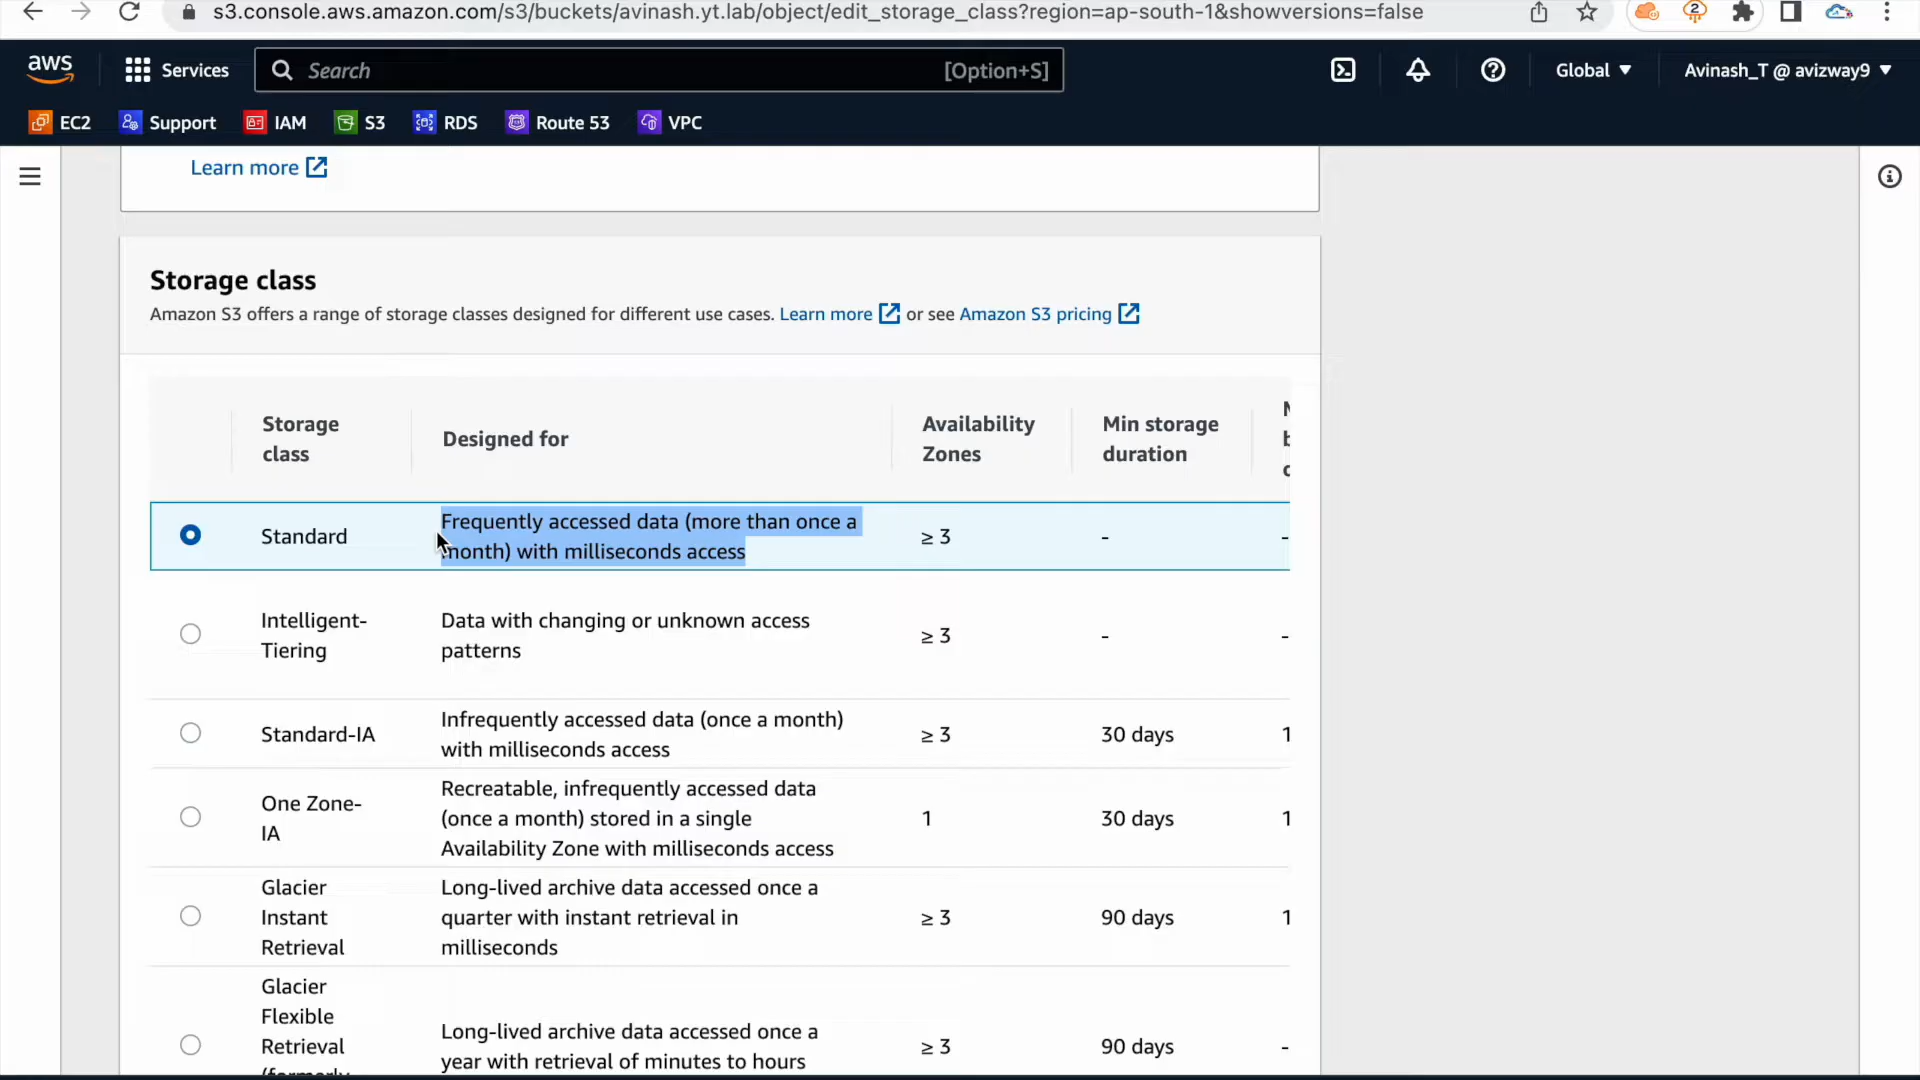 s3.console.aws.amazon.com/s3/buckets/avinash.yt.lab/object/edit_storage_class?region=ap-south-1&showversions=false
2
aws
Services
Search
[Option+S]
Global
Avinash_T @ avizway9
EC2
Support
IAM
S3
RDS
Route 53
VPC
Learn more
Storage class
Amazon S3 offers a range of storage classes designed for different use cases. Learn more or see Amazon S3 pricing
Storage
class
Designed for
Availability
Zones
Min storage
duration
Standard
Frequently accessed data (more than once a
month) with milliseconds access
≥ 3
-
-
Intelligent-
Tiering
Data with changing or unknown access
patterns
≥ 3
-
-
Standard-IA
Infrequently accessed data (once a month)
with milliseconds access
≥ 3
30 days
1
One Zone-
IA
Recreatable, infrequently accessed data
(once a month) stored in a single
Availability Zone with milliseconds access
1
30 days
1
Glacier
Instant
Retrieval
Long-lived archive data accessed once a
quarter with instant retrieval in
milliseconds
≥ 3
90 days
1
Glacier
Flexible
Retrieval
(formerly
Long-lived archive data accessed once a
year with retrieval of minutes to hours
≥ 3
90 days
-